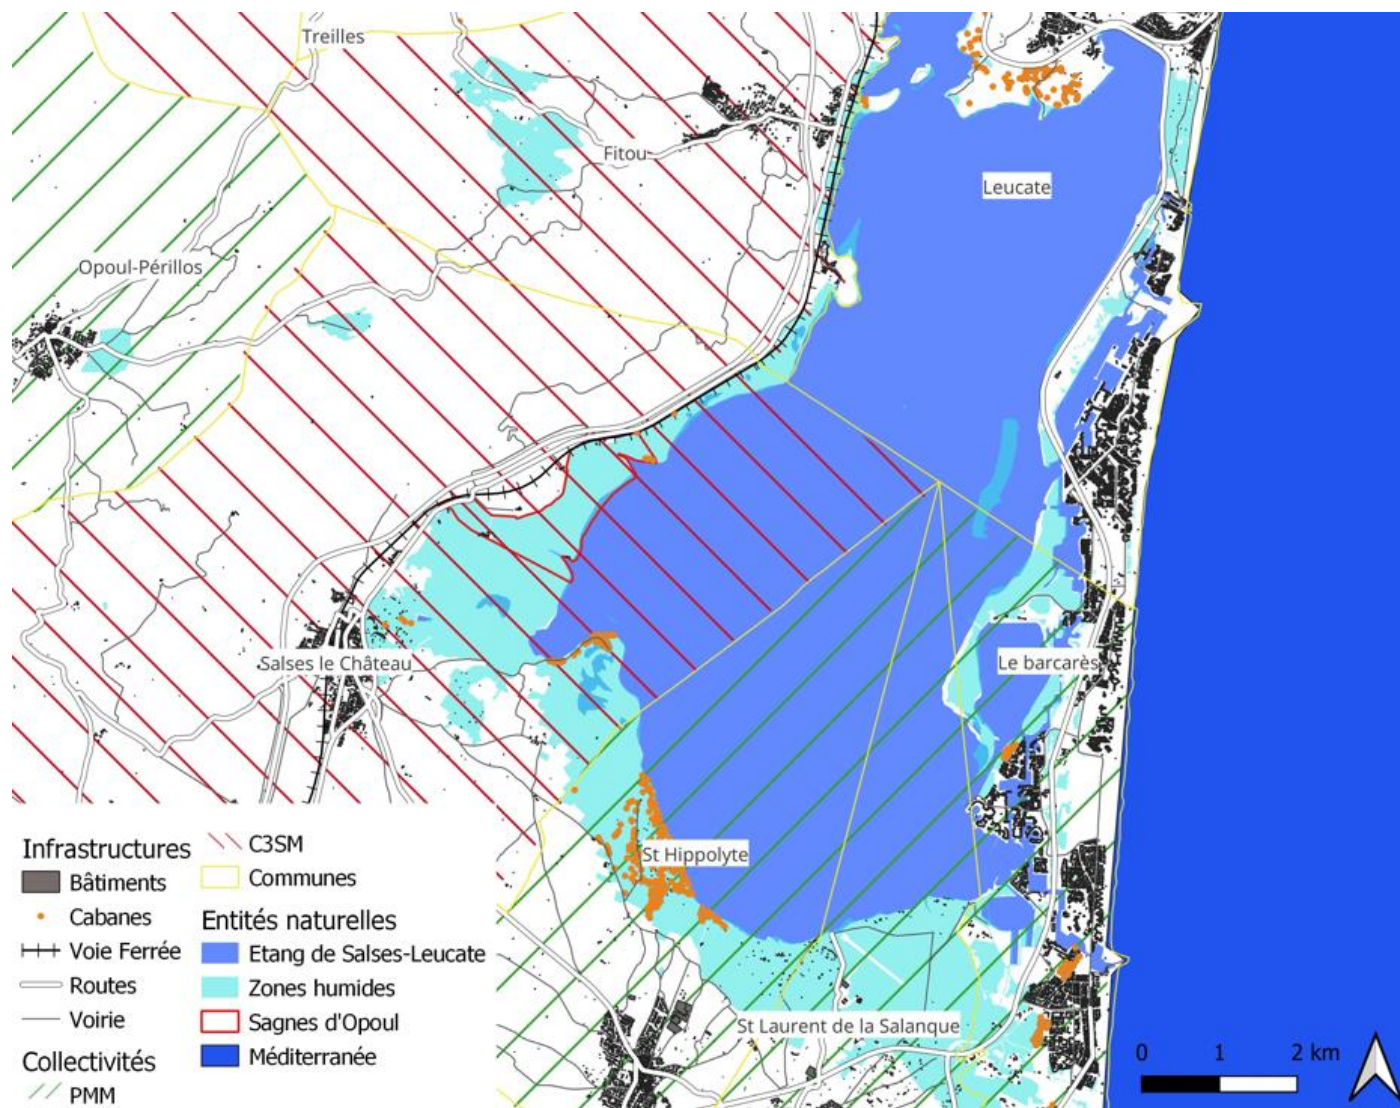 Treilles
Fitou
Leucate
Opoul-Périllos
Salses le Château
Le barcarès
St Hippolyte
St Laurent de la Salanque
Infrastructures
Bâtiments
Cabanes
Voie Ferrée
Routes
Voirie
Collectivités
PMM
C3SM
Communes
Entités naturelles
Etang de Salses-Leucate
Zones humides
Sagnes d'Opoul
Méditerranée
0 1 2 km